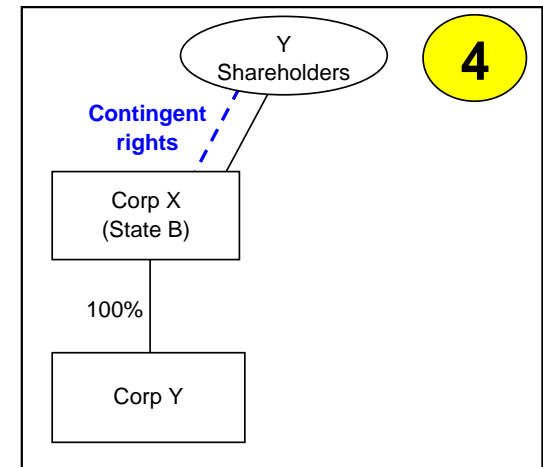 Y
Shareholders
4
Contingent
rights
Corp X
(State B)
100%
Corp Y